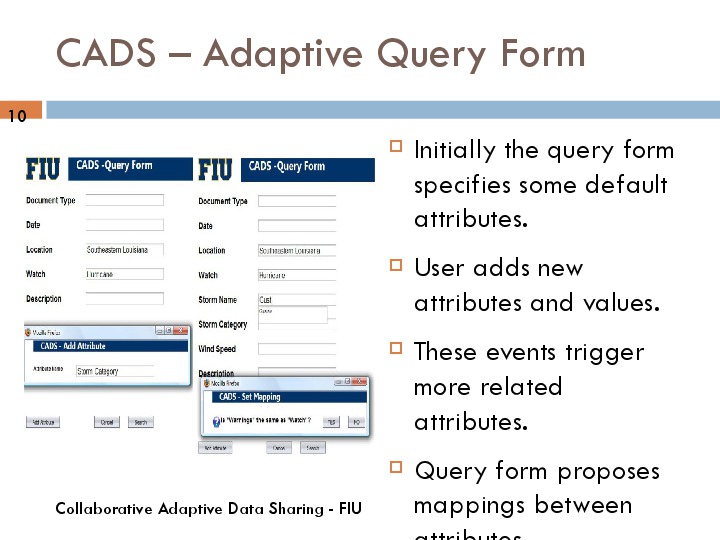 CADS – Adaptive Query Form
10
FIU CADS -Query Form
Document Type
Date
Location Southeastern Louisiana
Watch Hurricane
Description
Mozilla Firefox
CADS - Add Attribute
Attribute Name Storm Category
Add Attribute Cancel Search
FIU CADS -Query Form
Document Type
Date
Location Southeastern Louisiana
Watch Hurricane
Storm Name Gust
Storm Category
Wind Speed
Description
Mozilla Firefox
CADS - Set Mapping
Is "Warnings" the same as "Watch" ? YES NO
Add Attribute Cancel Search
Initially the query form
specifies some default
attributes.
User adds new
attributes and values.
These events trigger
more related
attributes.
Query form proposes
mappings between
attributes
Collaborative Adaptive Data Sharing - FIU